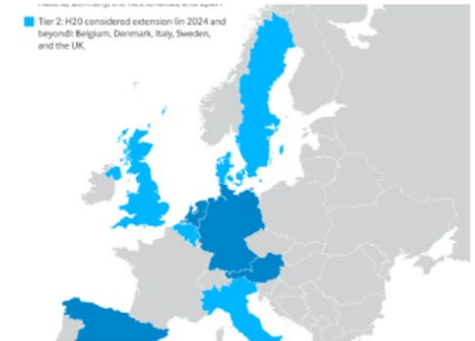 Tier 2: H20 considered extension (in 2024 and
beyond): Belgium, Denmark, Italy, Sweden,
and the UK.